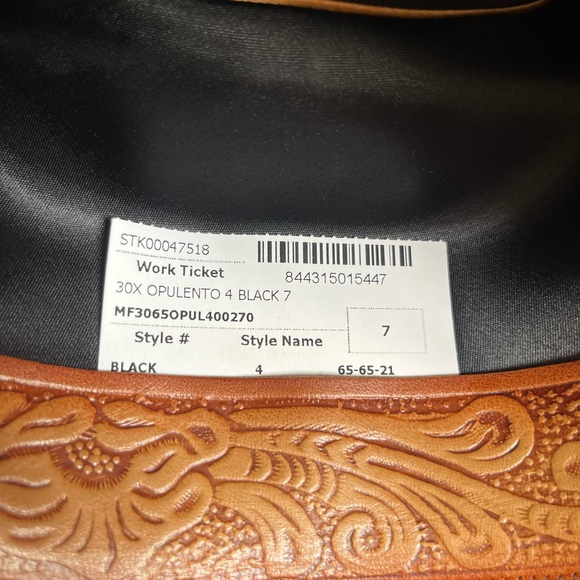 STK00047518
844315015447
Work Ticket
30X OPULENTO 4 BLACK 7
MF3065OPUL400270
7
Style # Style Name
BLACK 4 65-65-21